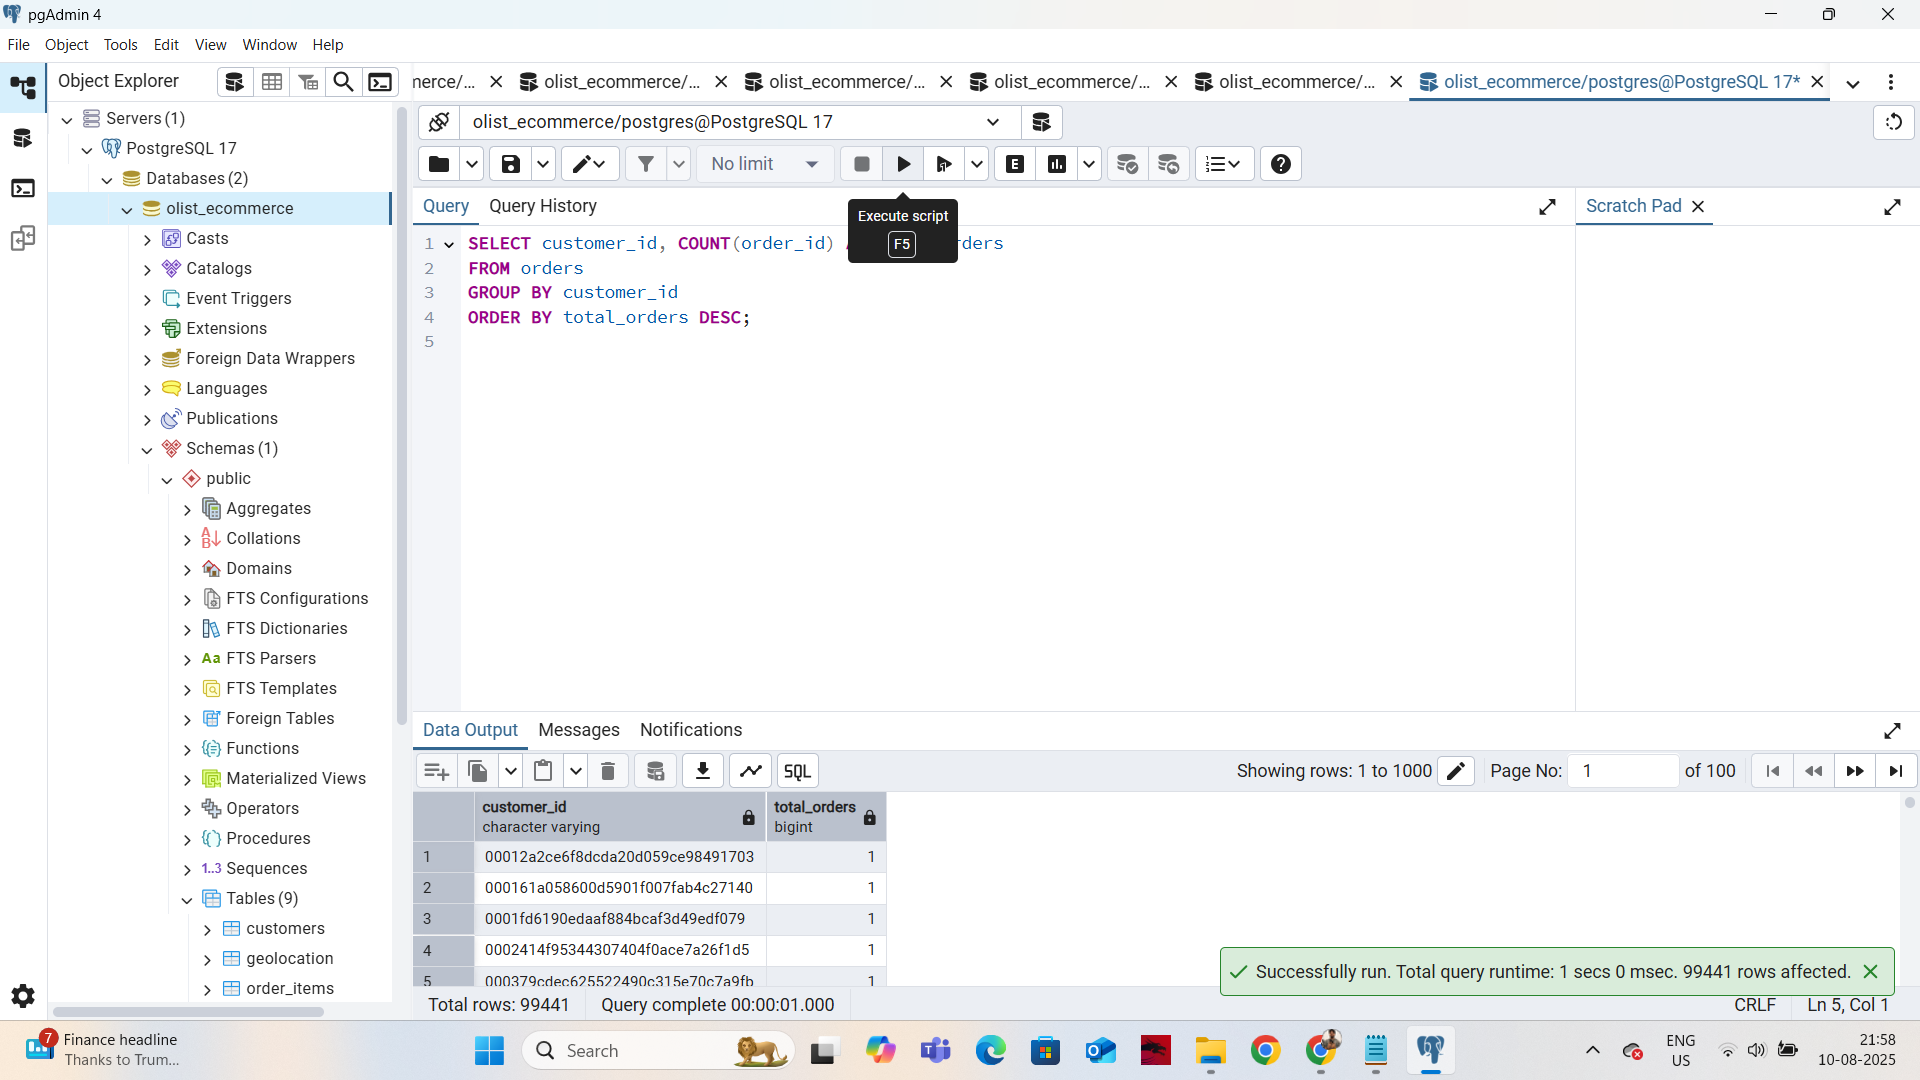 pgAdmin 4
File Object Tools Edit View Window Help
Object Explorer
nerce/...
olist_ecommerce/...
olist_ecommerce/...
olist_ecommerce/...
olist_ecommerce/...
olist_ecommerce/postgres@PostgreSQL 17*
Servers (1)
PostgreSQL 17
Databases (2)
olist_ecommerce
Casts
Catalogs
Event Triggers
Extensions
Foreign Data Wrappers
Languages
Publications
Schemas (1)
public
Aggregates
Collations
Domains
FTS Configurations
FTS Dictionaries
Aa FTS Parsers
FTS Templates
Foreign Tables
Functions
Materialized Views
Operators
Procedures
1..3 Sequences
Tables (9)
customers
geolocation
order_items
olist_ecommerce/postgres@PostgreSQL 17
No limit
E
Query Query History
Scratch Pad
Execute script
F5
1 SELECT customer_id, COUNT(order_id) rders
2 FROM orders
3 GROUP BY customer_id
4 ORDER BY total_orders DESC;
5
Data Output Messages Notifications
SQL
Showing rows: 1 to 1000 Page No: 1 of 100
customer_id total_orders
character varying bigint
1 00012a2ce6f8dcda20d059ce98491703 1
2 000161a058600d5901f007fab4c27140 1
3 0001fd6190edaaf884bcaf3d49edf079 1
4 0002414f95344307404f0ace7a26f1d5 1
5 000379cdec625522490c315e70c7a9fb 1
Successfully run. Total query runtime: 1 secs 0 msec. 99441 rows affected.
Total rows: 99441 Query complete 00:00:01.000 CRLF Ln 5, Col 1
7
Finance headline
Thanks to Trum...
Search
ENG
US
21:58
10-08-2025